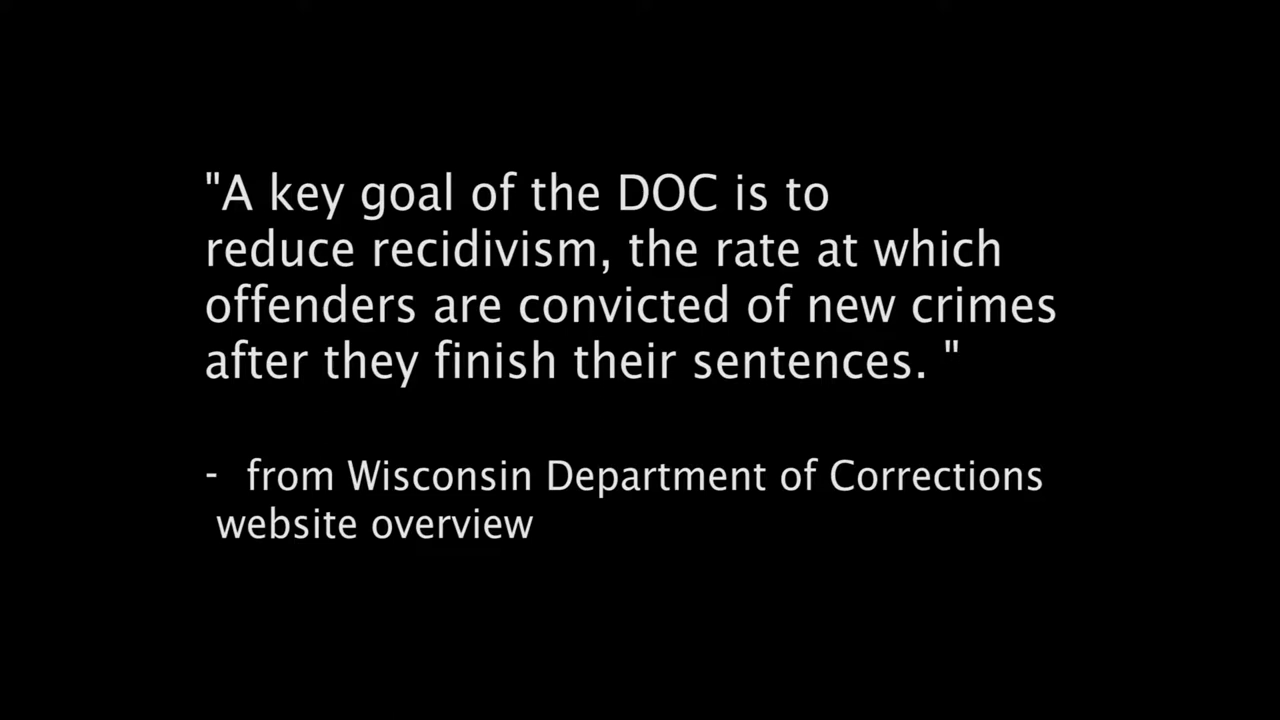 "A key goal of the DOC is to
reduce recidivism, the rate at which
offenders are convicted of new crimes
after they finish their sentences. "
- from Wisconsin Department of Corrections
website overview